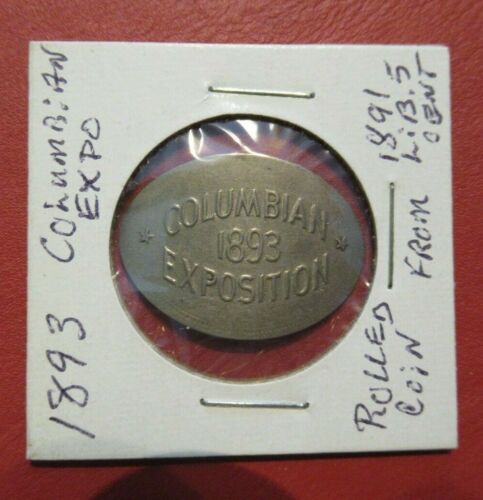 1893 COLUMBIAN
EXPO
COLUMBIAN
1893
EXPOSITION
ROLLED FROM 1891
COIN LIB. 5
CENT